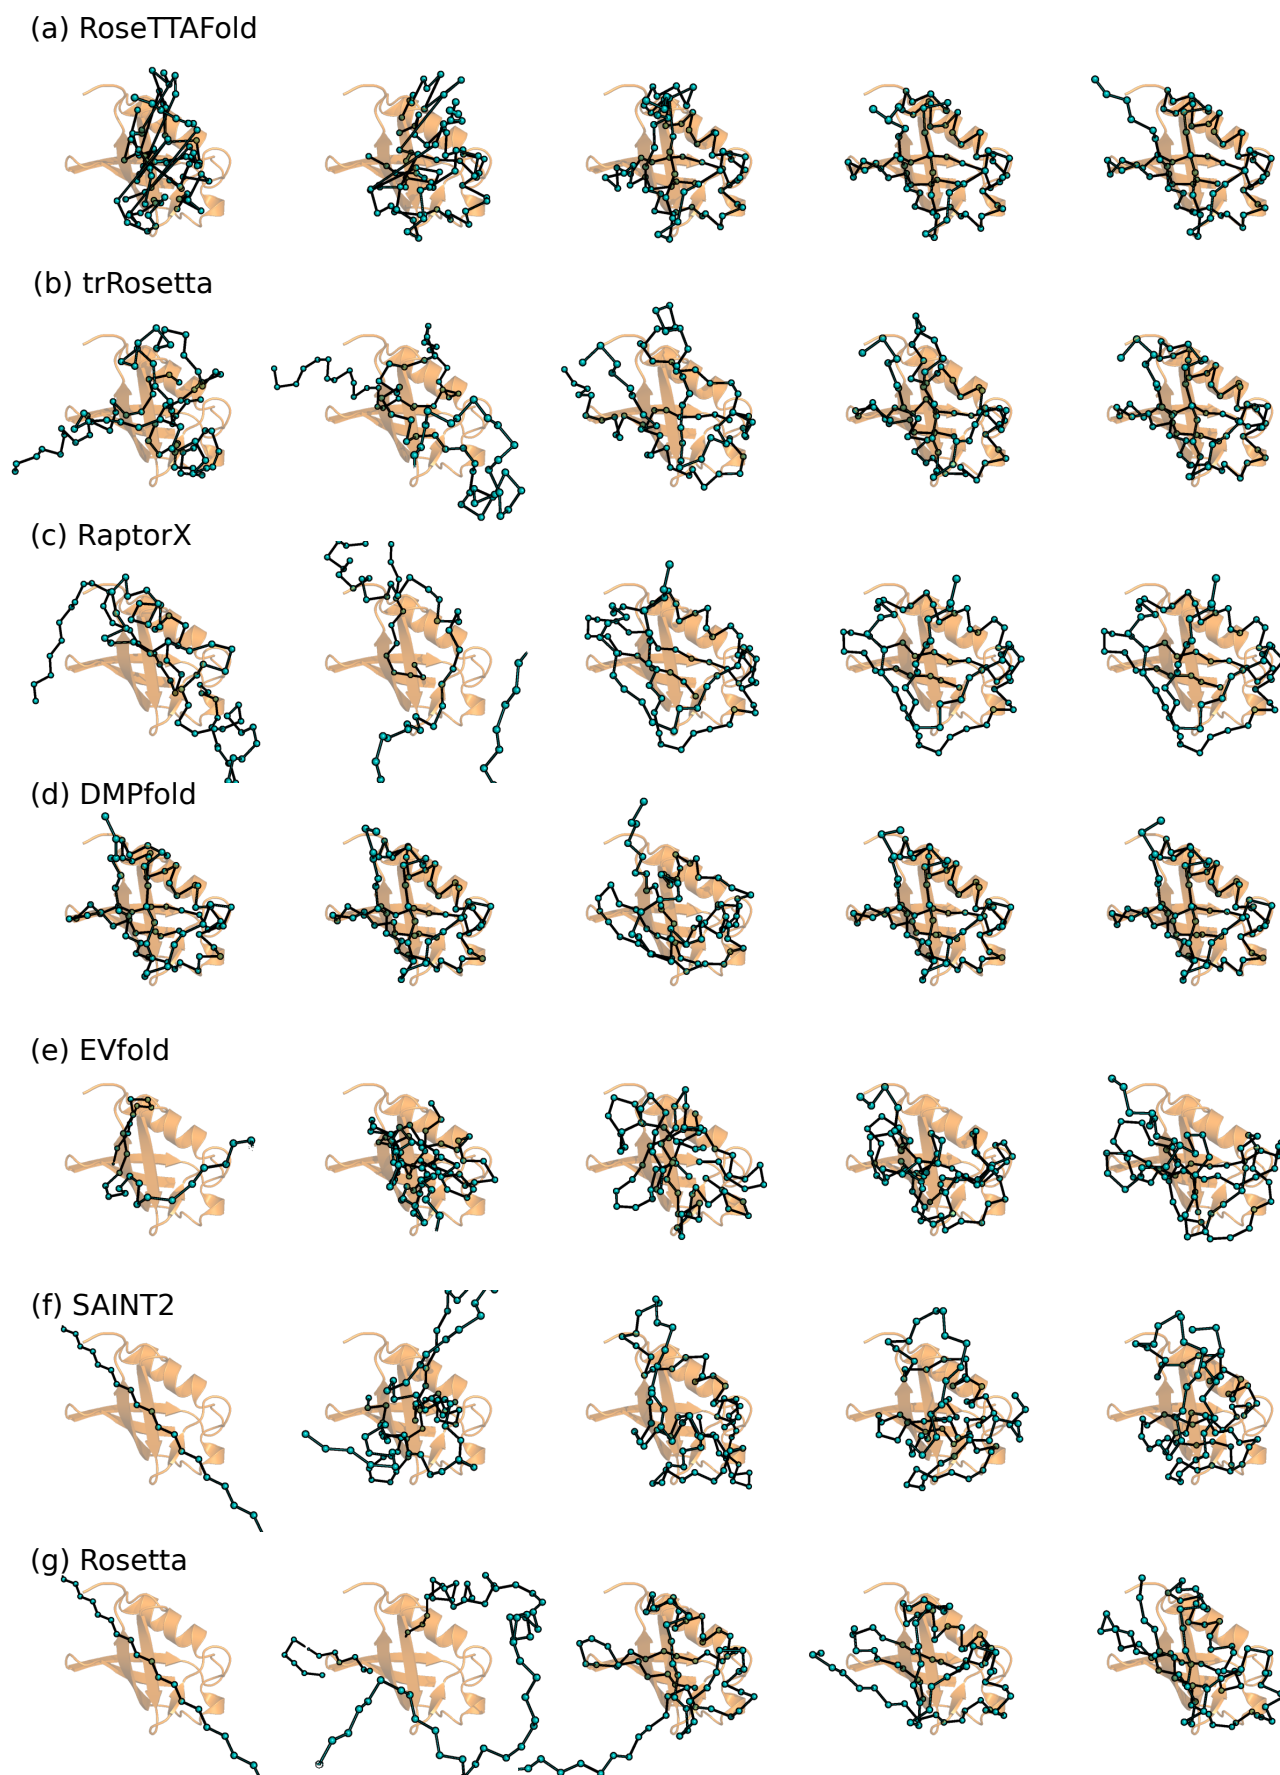 (a) RoseTTAFold
(b) trRosetta
(c) RaptorX
(d) DMPfold
(e) EVfold
(f) SAINT2
(g) Rosetta